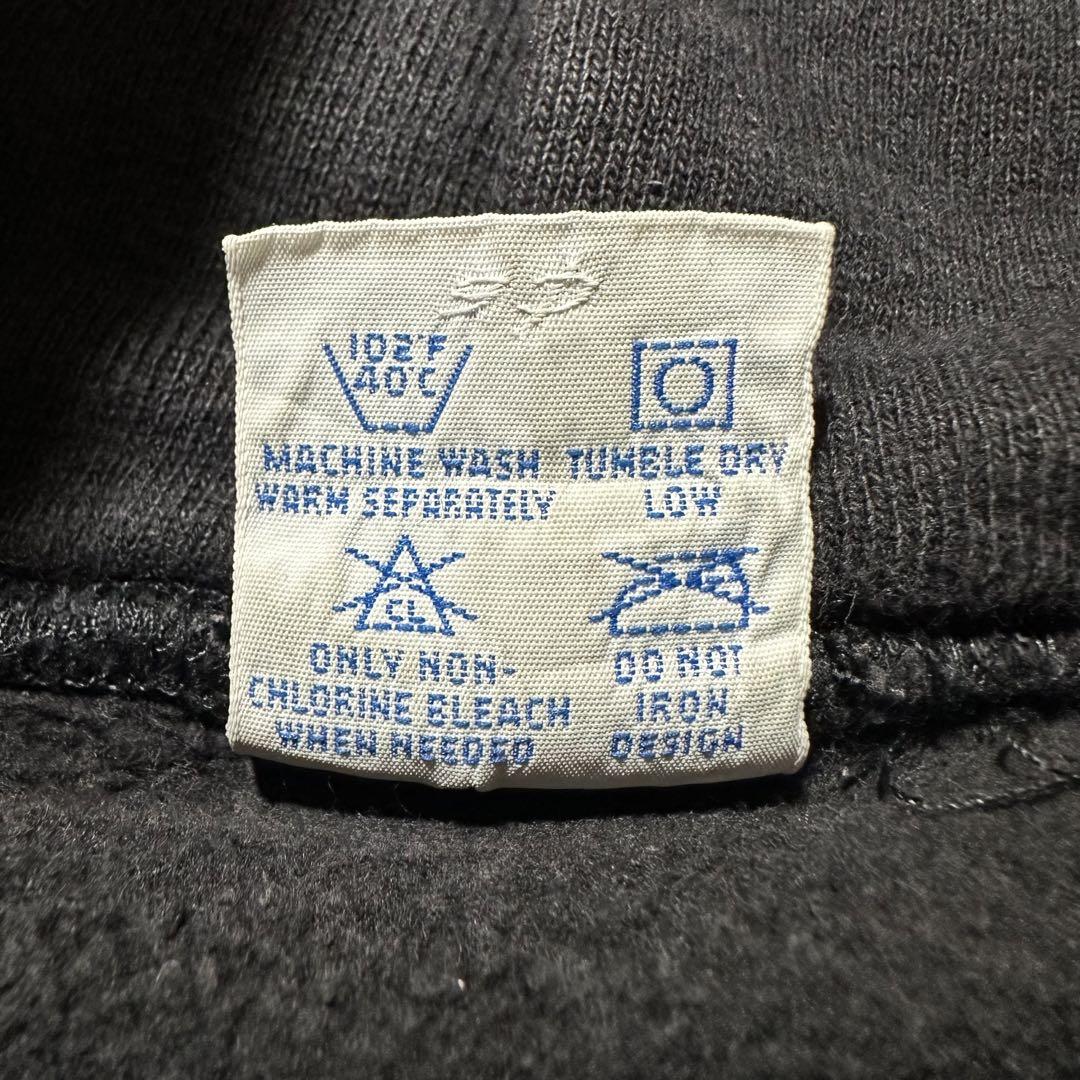 102°F
40°C
MACHINE WASH
WARM SEPARATELY
TUMBLE DRY
LOW
CL
ONLY NON-
CHLORINE BLEACH
WHEN NEEDED
DO NOT
IRON
DESIGN